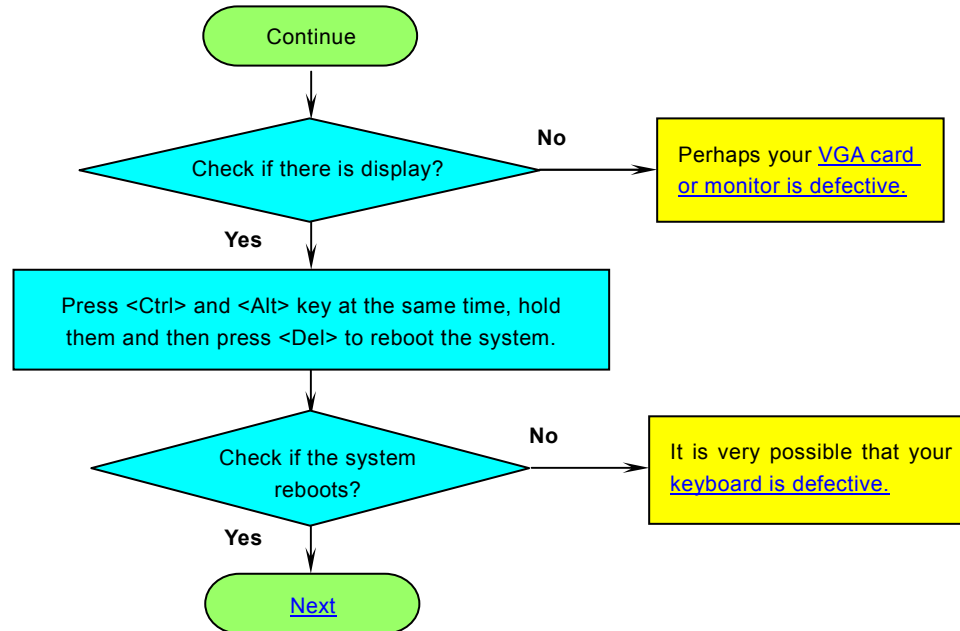 Continue
Check if there is display?
No
Perhaps your VGA card
or monitor is defective.
Yes
Press <Ctrl> and <Alt> key at the same time, hold
them and then press <Del> to reboot the system.
Check if the system
reboots?
No
It is very possible that your
keyboard is defective.
Yes
Next